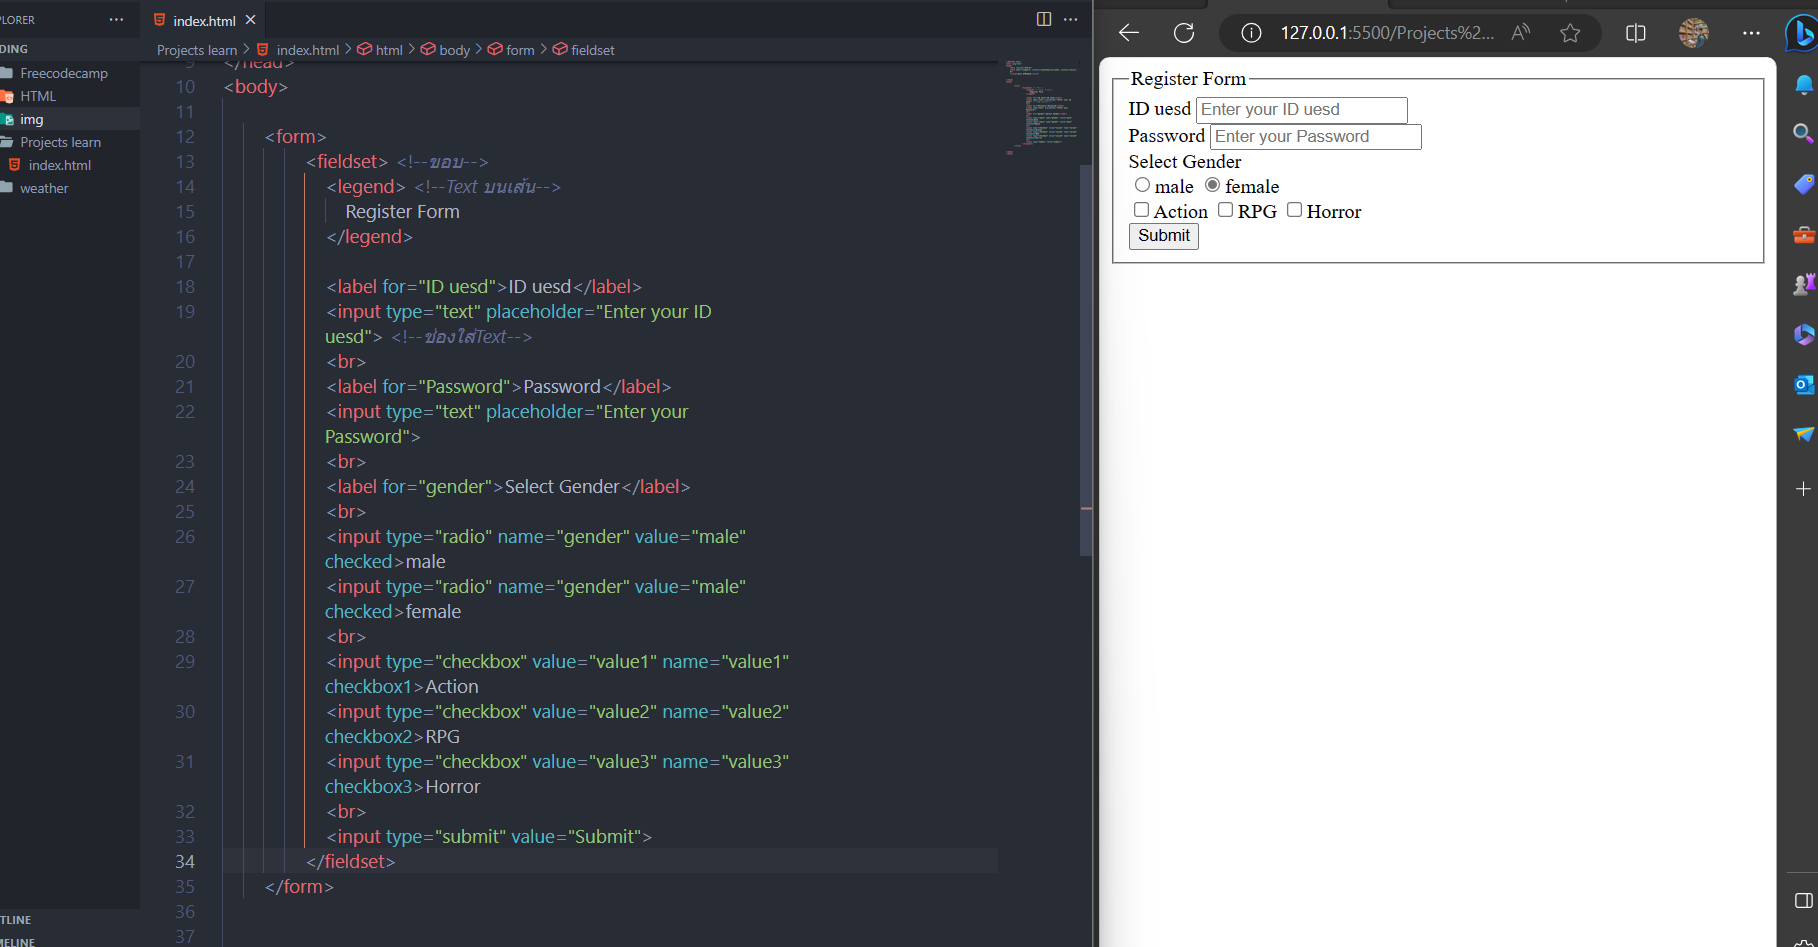 PLORER
DING
Freecodecamp
HTML
img
Projects learn
index.html
weather
TLINE
MELINE
index.html
Projects learn > index.html > html > body > form > fieldset
9 </head>
10 <body>
11
12 <form>
13 <fieldset> <!--ขอบ-->
14 <legend> <!--Text บนเส้น-->
15 Register Form
16 </legend>
17
18 <label for="ID uesd">ID uesd</label>
19 <input type="text" placeholder="Enter your ID
uesd"> <!--ช่องใส่Text-->
20 <br>
21 <label for="Password">Password</label>
22 <input type="text" placeholder="Enter your
Password">
23 <br>
24 <label for="gender">Select Gender</label>
25 <br>
26 <input type="radio" name="gender" value="male"
checked>male
27 <input type="radio" name="gender" value="male"
checked>female
28 <br>
29 <input type="checkbox" value="value1" name="value1"
checkbox1>Action
30 <input type="checkbox" value="value2" name="value2"
checkbox2>RPG
31 <input type="checkbox" value="value3" name="value3"
checkbox3>Horror
32 <br>
33 <input type="submit" value="Submit">
34 </fieldset>
35 </form>
36
37
127.0.0.1:5500/Projects%2...
Register Form
ID uesd Enter your ID uesd
Password Enter your Password
Select Gender
male female
Action RPG Horror
Submit